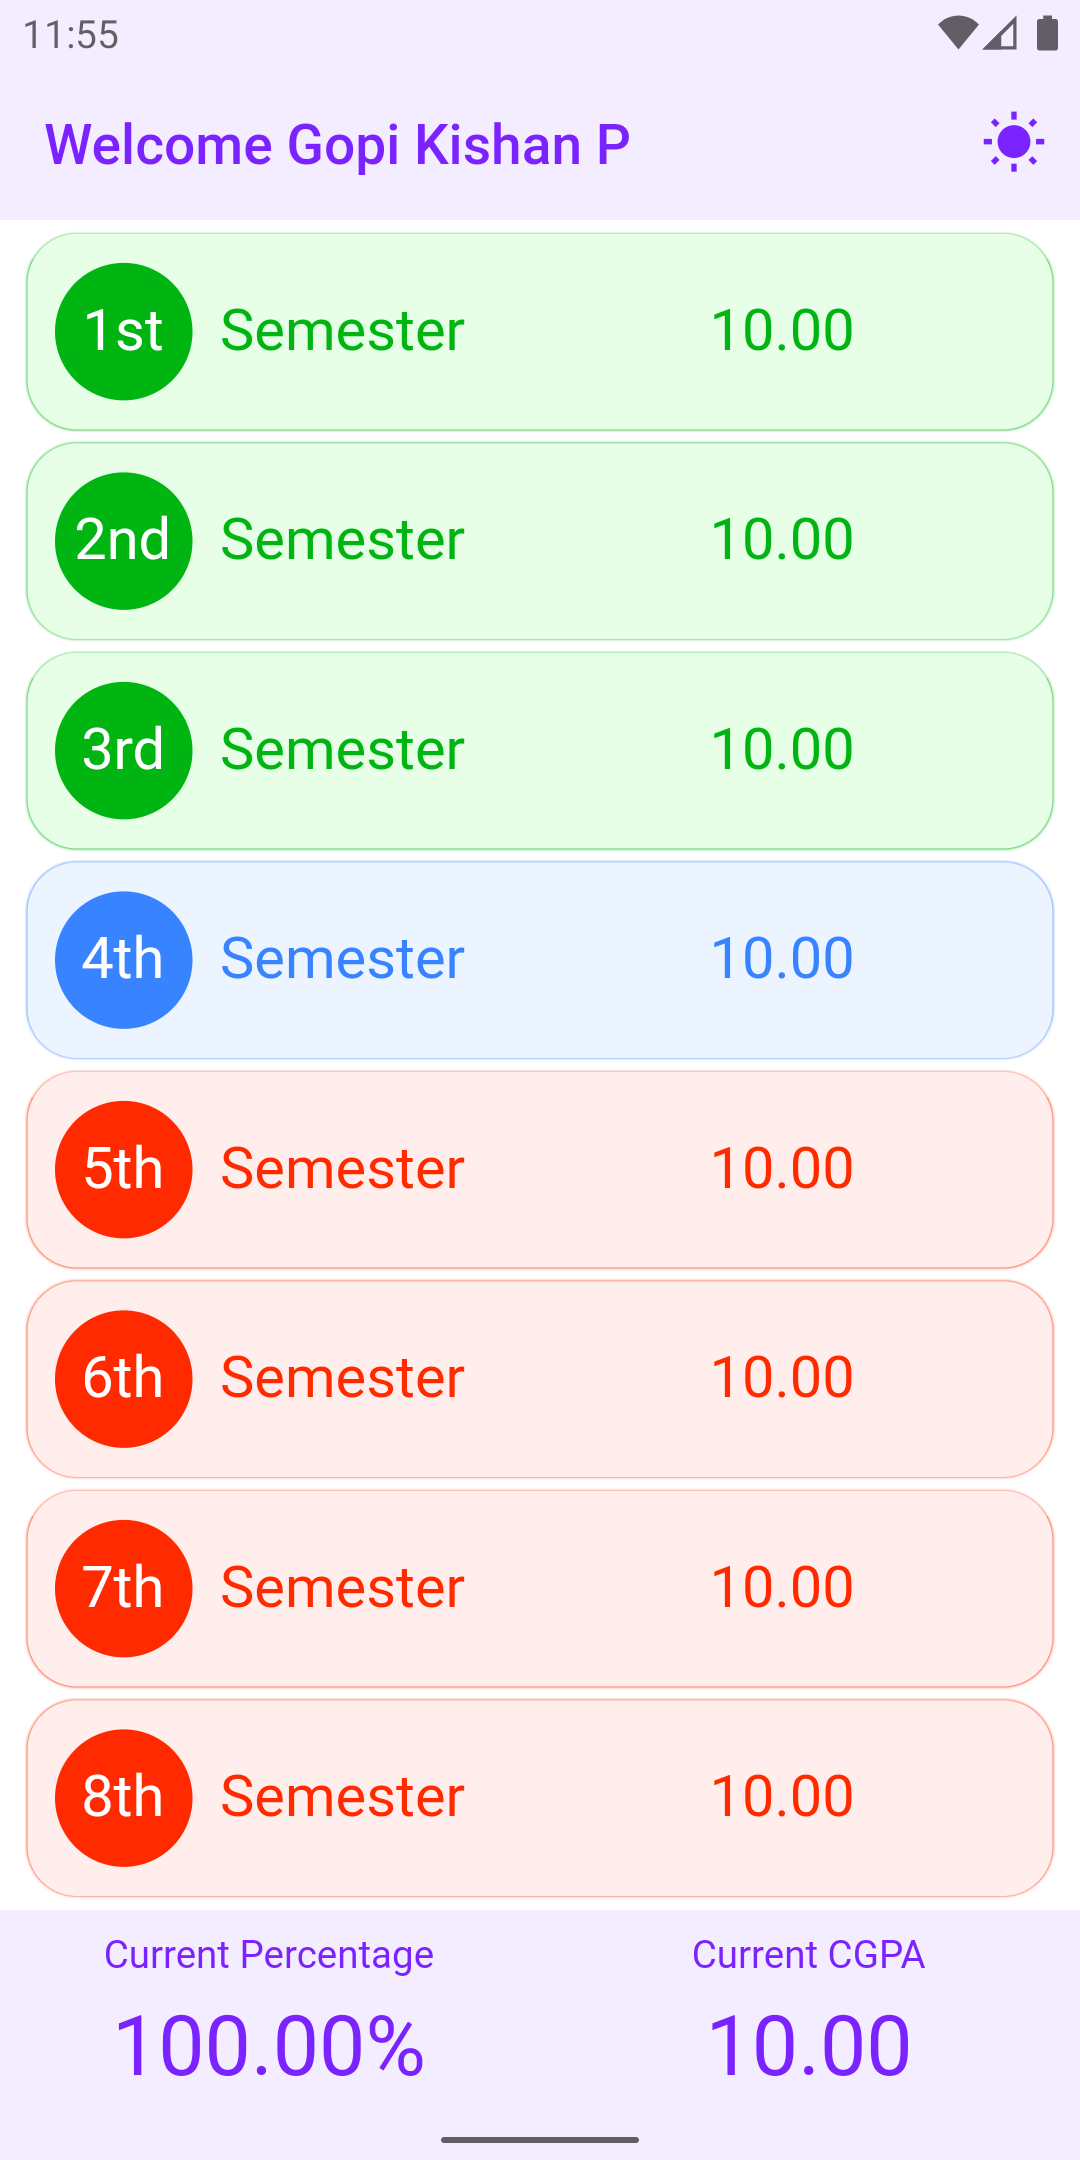 11:55
Welcome Gopi Kishan P
1st Semester 10.00
2nd Semester 10.00
3rd Semester 10.00
4th Semester 10.00
5th Semester 10.00
6th Semester 10.00
7th Semester 10.00
8th Semester 10.00
Current Percentage Current CGPA
100.00% 10.00